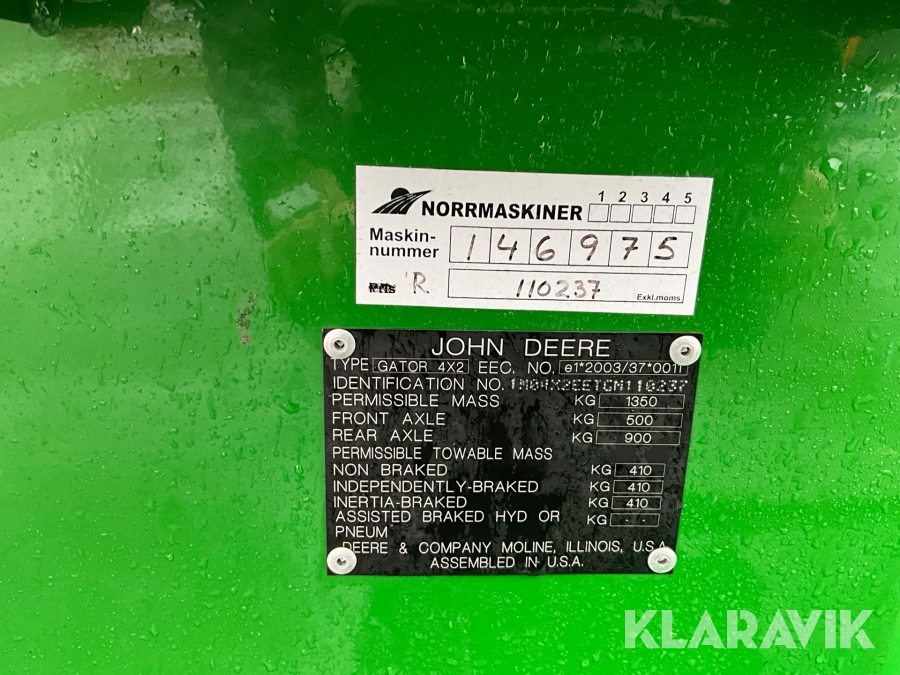 1 2 3 4 5
NORRMASKINER
Maskin-
nummer 146975
R 110237 Exkl.moms
JOHN DEERE
TYPE GATOR 4X2 EEC. NO. e1*2003/37*0011
IDENTIFICATION NO. 1M04X2EETGM110237
PERMISSIBLE MASS KG 1350
FRONT AXLE KG 500
REAR AXLE KG 900
PERMISSIBLE TOWABLE MASS
NON BRAKED KG 410
INDEPENDENTLY-BRAKED KG 410
INERTIA-BRAKED KG 410
ASSISTED BRAKED HYD OR KG - -
PNEUM
DEERE & COMPANY MOLINE, ILLINOIS, U.S.A.
ASSEMBLED IN U.S.A.
KLARAVIK